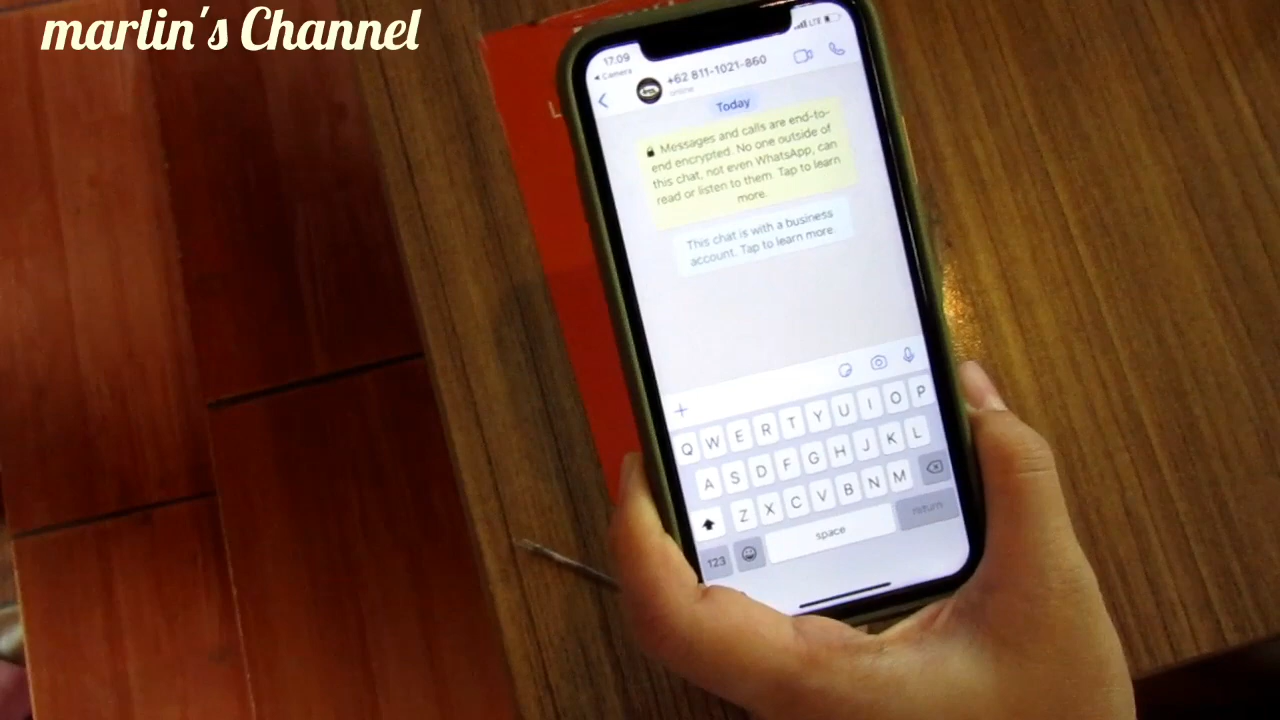 marlin's Channel
17.09
LTE
Camera
+62 811-1021-860
online
Today
Messages and calls are end-to-
end encrypted. No one outside of
this chat, not even WhatsApp, can
read or listen to them. Tap to learn
more.
This chat is with a business
account. Tap to learn more.
Q W E R T Y U I O P
A S D F G H J K L
Z X C V B N M
123
space
return